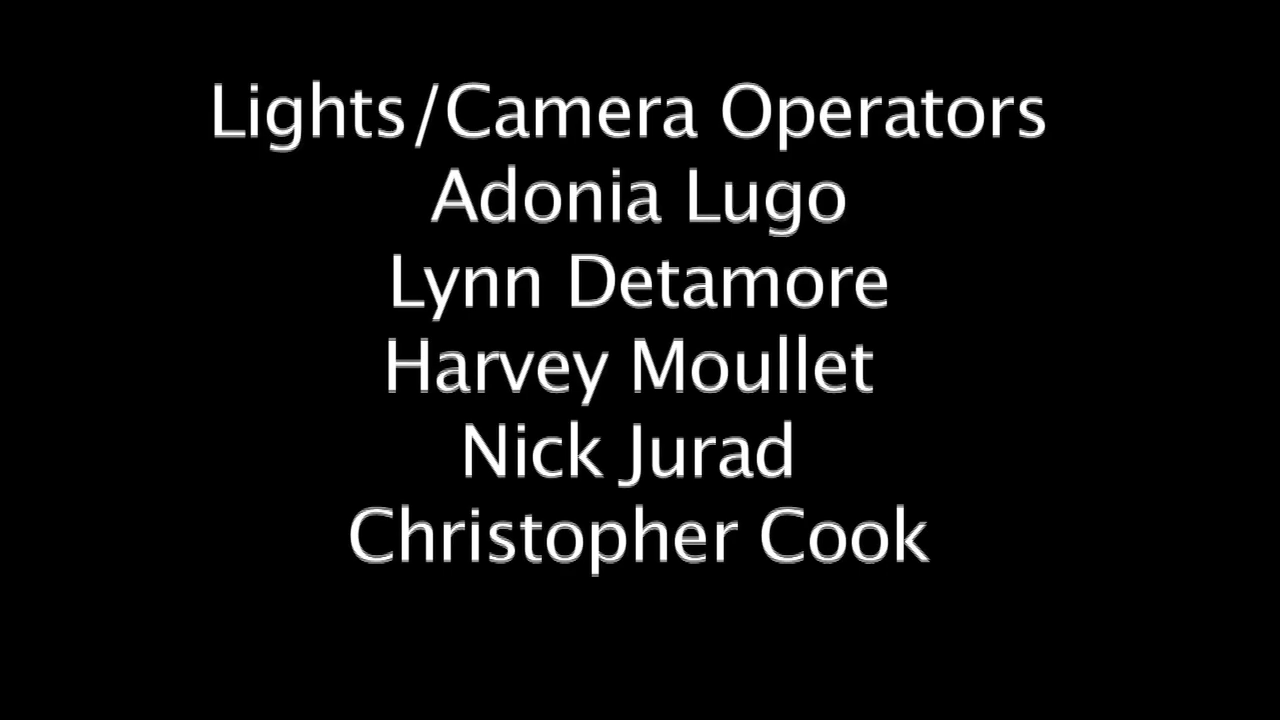 Lights/Camera Operators
Adonia Lugo
Lynn Detamore
Harvey Moullet
Nick Jurad
Christopher Cook